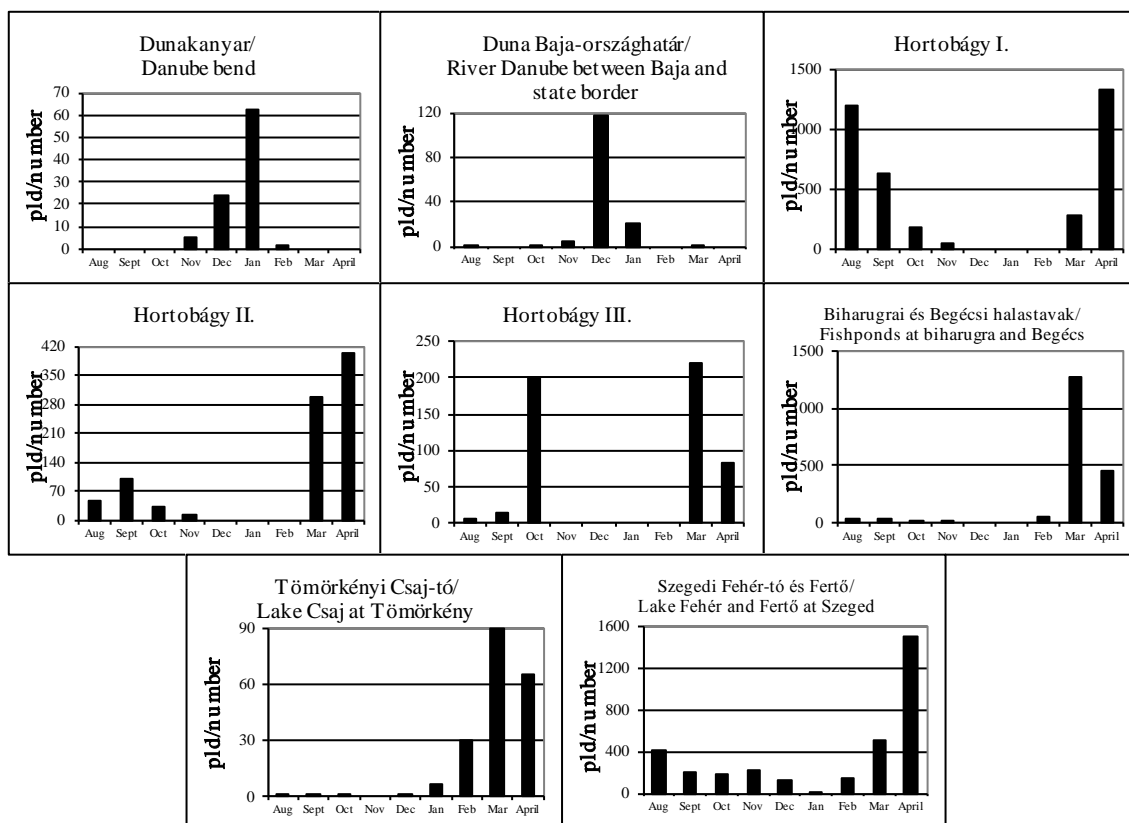 Dunakanyar/
Danube bend
pld/number
70
60
50
40
30
20
10
0
Aug Sept Oct Nov Dec Jan Feb Mar April
Duna Baja-országhatár/
River Danube between Baja and
state border
pld/number
120
80
40
0
Aug Sept Oct Nov Dec Jan Feb Mar April
Hortobágy I.
pld/number
1500
1000
500
0
Aug Sept Oct Nov Dec Jan Feb Mar April
Hortobágy II.
pld/number
420
350
280
210
140
70
0
Aug Sept Oct Nov Dec Jan Feb Mar April
Hortobágy III.
pld/number
250
200
150
100
50
0
Aug Sept Oct Nov Dec Jan Feb Mar April
Biharugrai és Begécsi halastavak/
Fishponds at biharugra and Begécs
pld/number
1500
1000
500
0
Aug Sept Oct Nov Dec Jan Feb Mar April
Tömörkényi Csaj-tó/
Lake Csaj at Tömörkény
pld/number
90
60
30
0
Aug Sept Oct Nov Dec Jan Feb Mar April
Szegedi Fehér-tó és Fertő/
Lake Fehér and Fertő at Szeged
pld/number
1600
1200
800
400
0
Aug Sept Oct Nov Dec Jan Feb Mar April